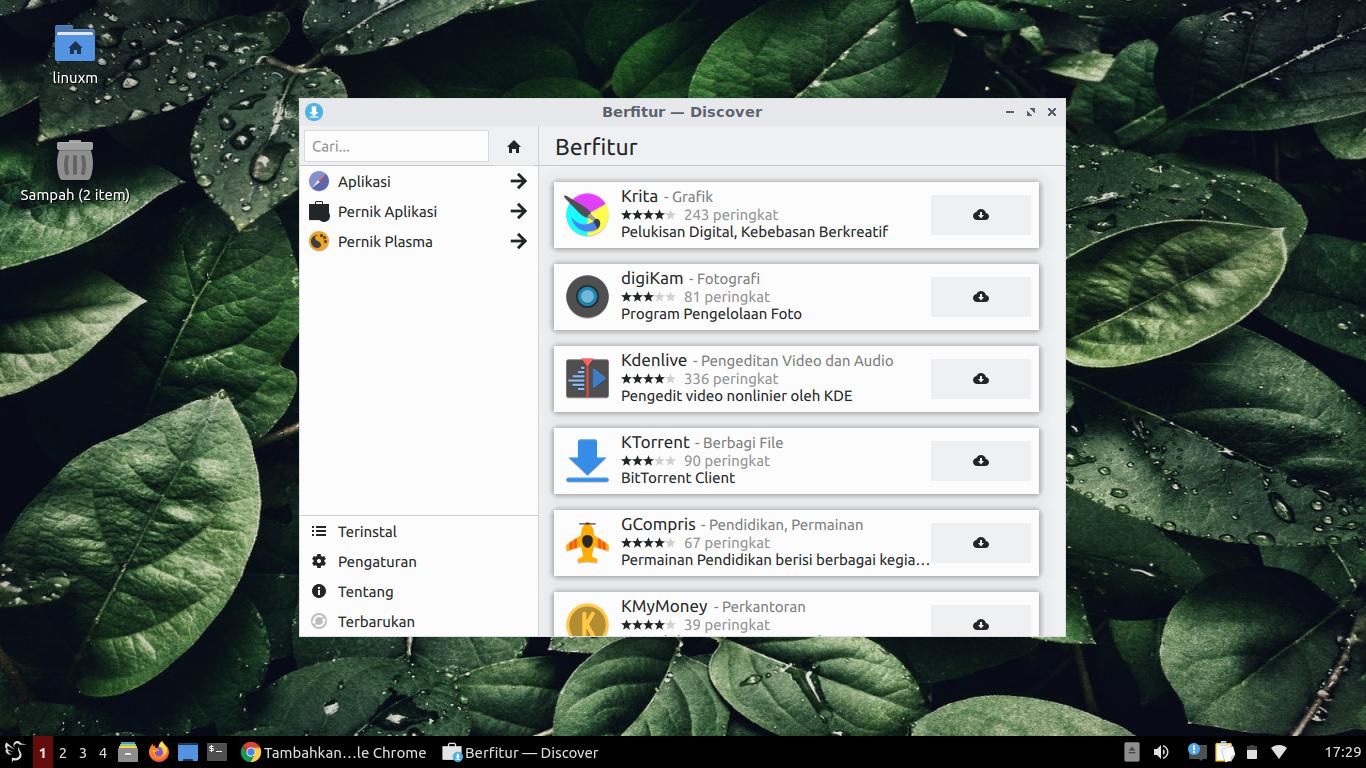 linuxm
Sampah (2 item)
Berfitur — Discover
Cari...
Berfitur
Aplikasi
Pernik Aplikasi
Pernik Plasma
Terinstal
Pengaturan
Tentang
Terbarukan
Krita - Grafik
243 peringkat
Pelukisan Digital, Kebebasan Berkreatif
digiKam - Fotografi
81 peringkat
Program Pengelolaan Foto
Kdenlive - Pengeditan Video dan Audio
336 peringkat
Pengedit video nonlinier oleh KDE
KTorrent - Berbagi File
90 peringkat
BitTorrent Client
GCompris - Pendidikan, Permainan
67 peringkat
Permainan Pendidikan berisi berbagai kegia…
KMyMoney - Perkantoran
39 peringkat
1 2 3 4 Tambahkan...le Chrome Berfitur — Discover 17:29